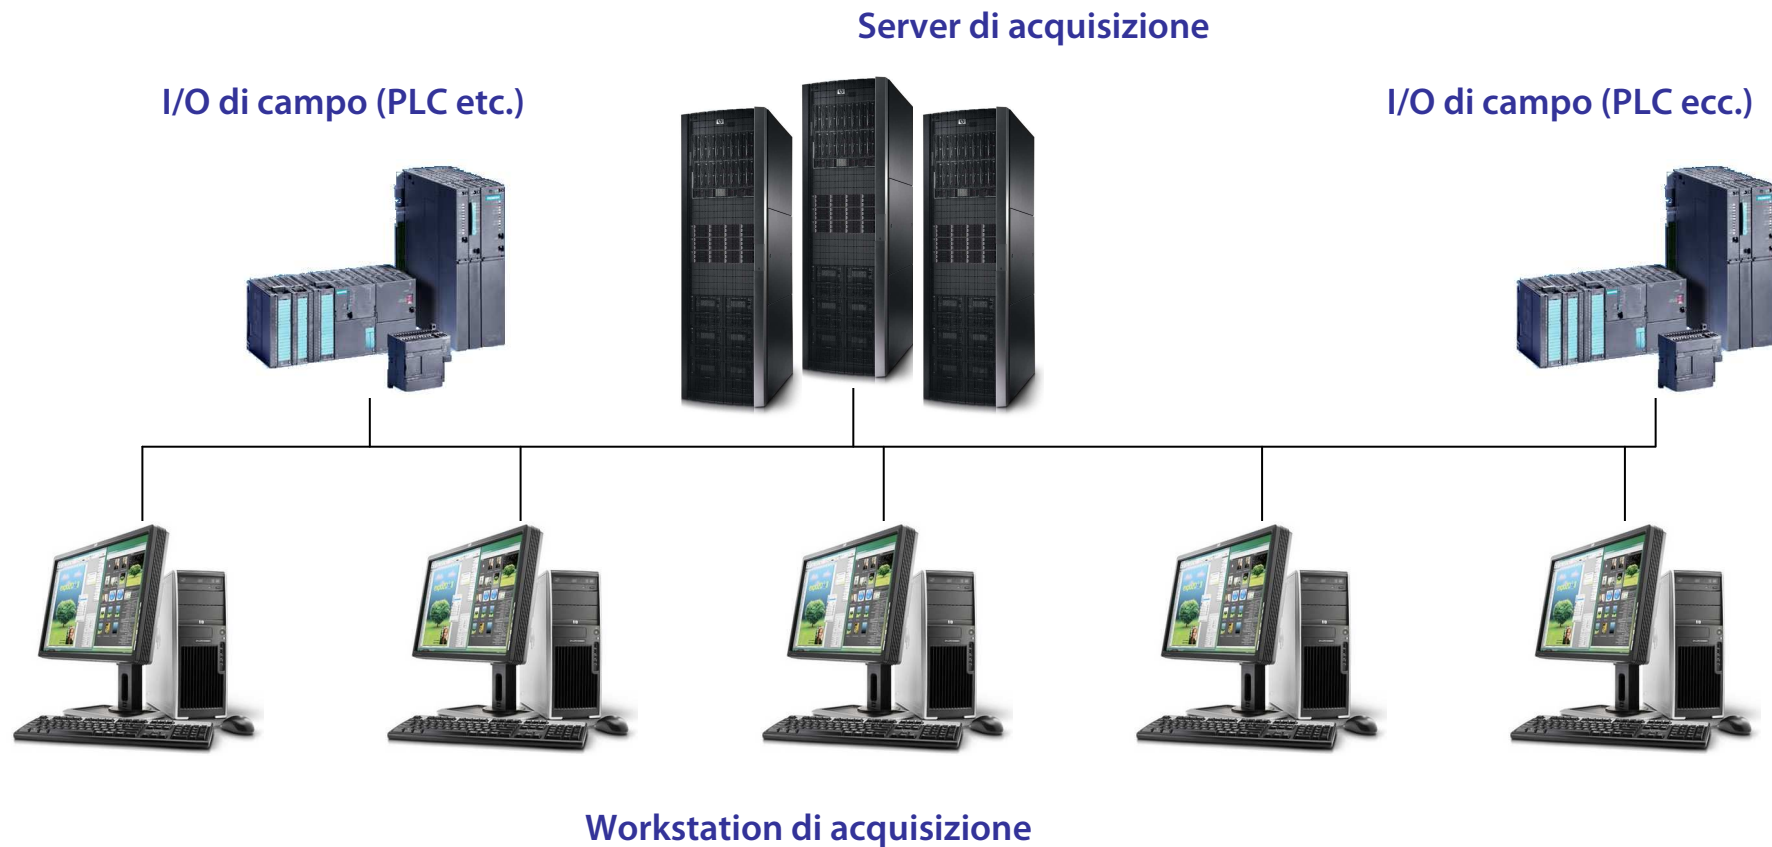 Server di acquisizione
I/O di campo (PLC etc.)
I/O di campo (PLC ecc.)
Workstation di acquisizione